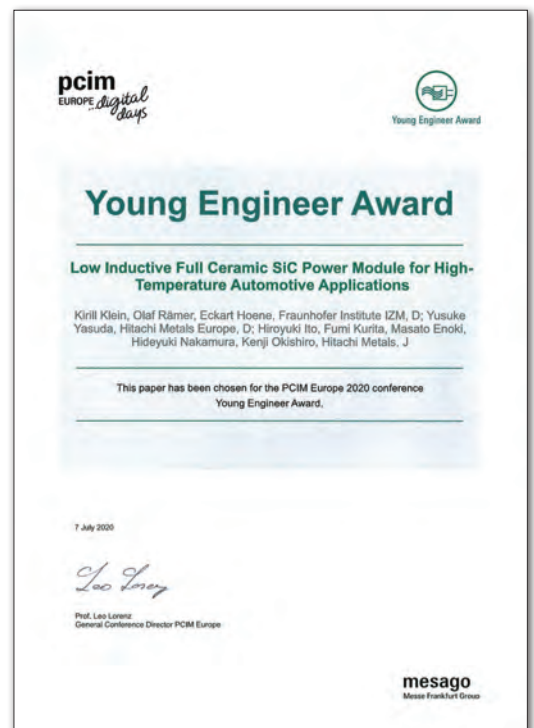 pcim
EUROPE digital
days
Young Engineer Award
Young Engineer Award
Low Inductive Full Ceramic SiC Power Module for High-
Temperature Automotive Applications
Kirill Klein, Olaf Rämer, Eckart Hoene, Fraunhofer Institute IZM, D; Yusuke
Yasuda, Hitachi Metals Europe, D; Hiroyuki Ito, Fumi Kurita, Masato Enoki,
Hideyuki Nakamura, Kenji Okishiro, Hitachi Metals, J
This paper has been chosen for the PCIM Europe 2020 conference
Young Engineer Award.
7 July 2020
Leo Lorenz
Prof. Leo Lorenz
General Conference Director PCIM Europe
mesago
Messe Frankfurt Group